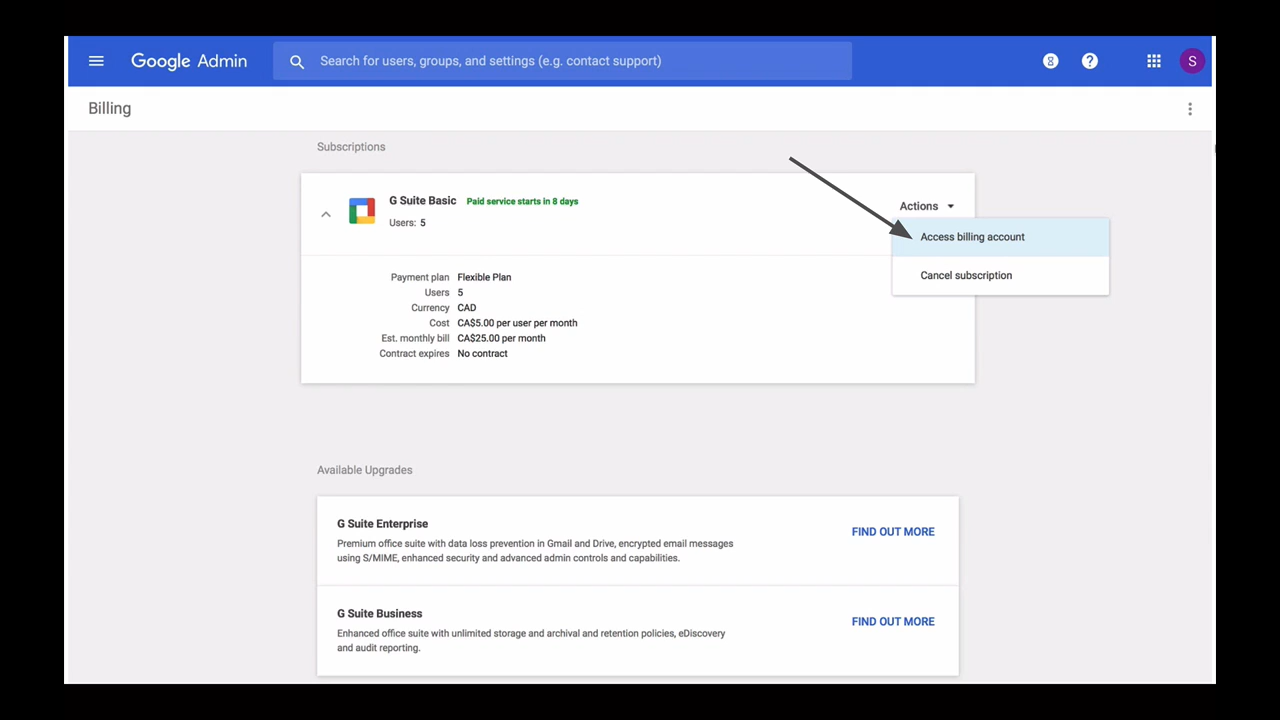 Google Admin
Search for users, groups, and settings (e.g. contact support)
8
?
S
Billing
Subscriptions
G Suite Basic Paid service starts in 8 days
Users: 5
Actions
Access billing account
Cancel subscription
Payment plan Flexible Plan
Users 5
Currency CAD
Cost CA$5.00 per user per month
Est. monthly bill CA$25.00 per month
Contract expires No contract
Available Upgrades
G Suite Enterprise
Premium office suite with data loss prevention in Gmail and Drive, encrypted email messages
using S/MIME, enhanced security and advanced admin controls and capabilities.
FIND OUT MORE
G Suite Business
Enhanced office suite with unlimited storage and archival and retention policies, eDiscovery
and audit reporting.
FIND OUT MORE